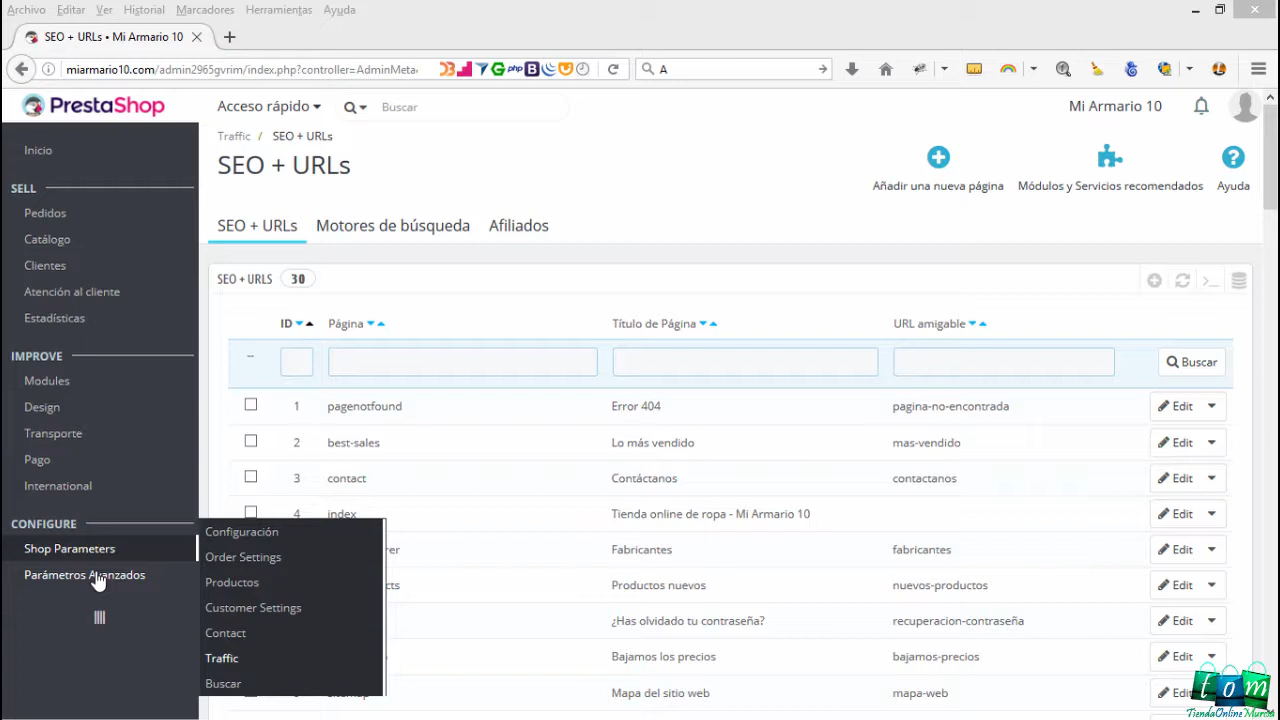 Archivo Editar Ver Historial Marcadores Herramientas Ayuda
SEO + URLs • Mi Armario 10
miarmario10.com/admin2965gvrim/index.php?controller=AdminMeta
php
B
A
PrestaShop
Acceso rápido
Buscar
Mi Armario 10
Traffic / SEO + URLs
SEO + URLs
Añadir una nueva página
Módulos y Servicios recomendados
Ayuda
SEO + URLs Motores de búsqueda Afiliados
Inicio
SELL
Pedidos
Catálogo
Clientes
Atención al cliente
Estadísticas
IMPROVE
Modules
Design
Transporte
Pago
International
CONFIGURE
Shop Parameters
Parámetros Avanzados
Configuración
Order Settings
Productos
Customer Settings
Contact
Traffic
Buscar
SEO + URLS 30
ID Página Título de Página URL amigable
-- Buscar
1 pagenotfound Error 404 pagina-no-encontrada Edit
2 best-sales Lo más vendido mas-vendido Edit
3 contact Contáctanos contactanos Edit
4 index Tienda online de ropa - Mi Armario 10 Edit
Fabricantes fabricantes Edit
Productos nuevos nuevos-productos Edit
¿Has olvidado tu contraseña? recuperacion-contraseña Edit
Bajamos los precios bajamos-precios Edit
Mapa del sitio web mapa-web Edit
tom
TiendaOnlineMurcia